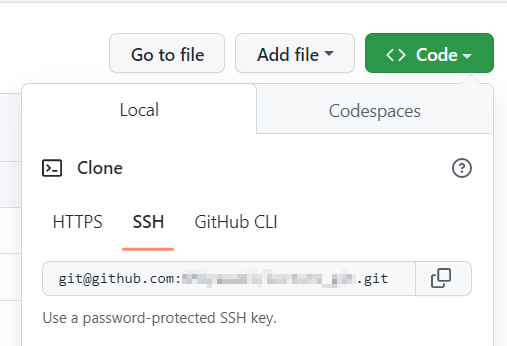 Go to file Add file Code
Local Codespaces
Clone
HTTPS SSH GitHub CLI
git@github.com: .git
Use a password-protected SSH key.